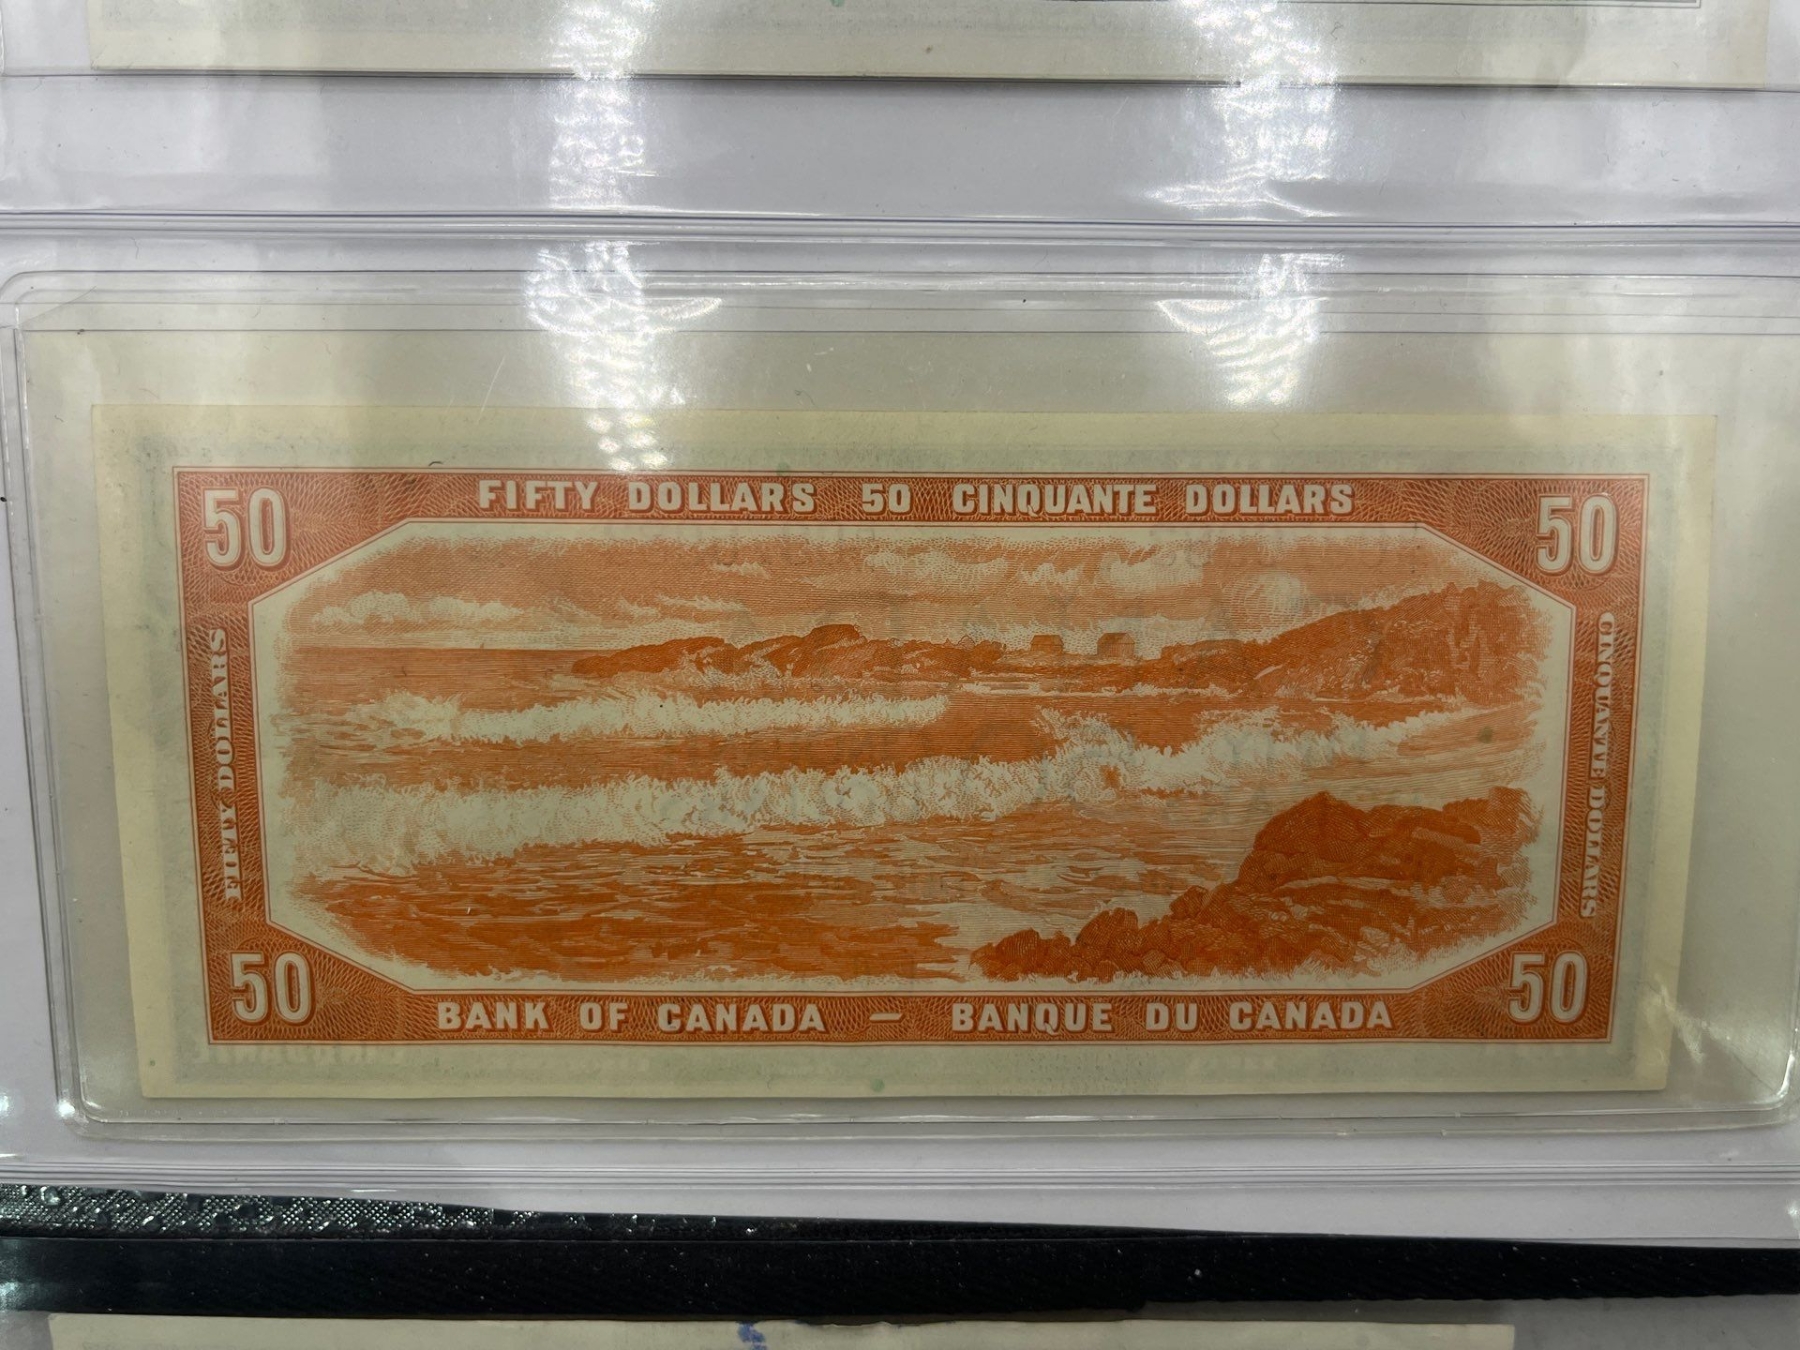 50 FIFTY DOLLARS 50 CINQUANTE DOLLARS 50
FIFTY DOLLARS
CINQUANTE DOLLARS
50 BANK OF CANADA — BANQUE DU CANADA 50